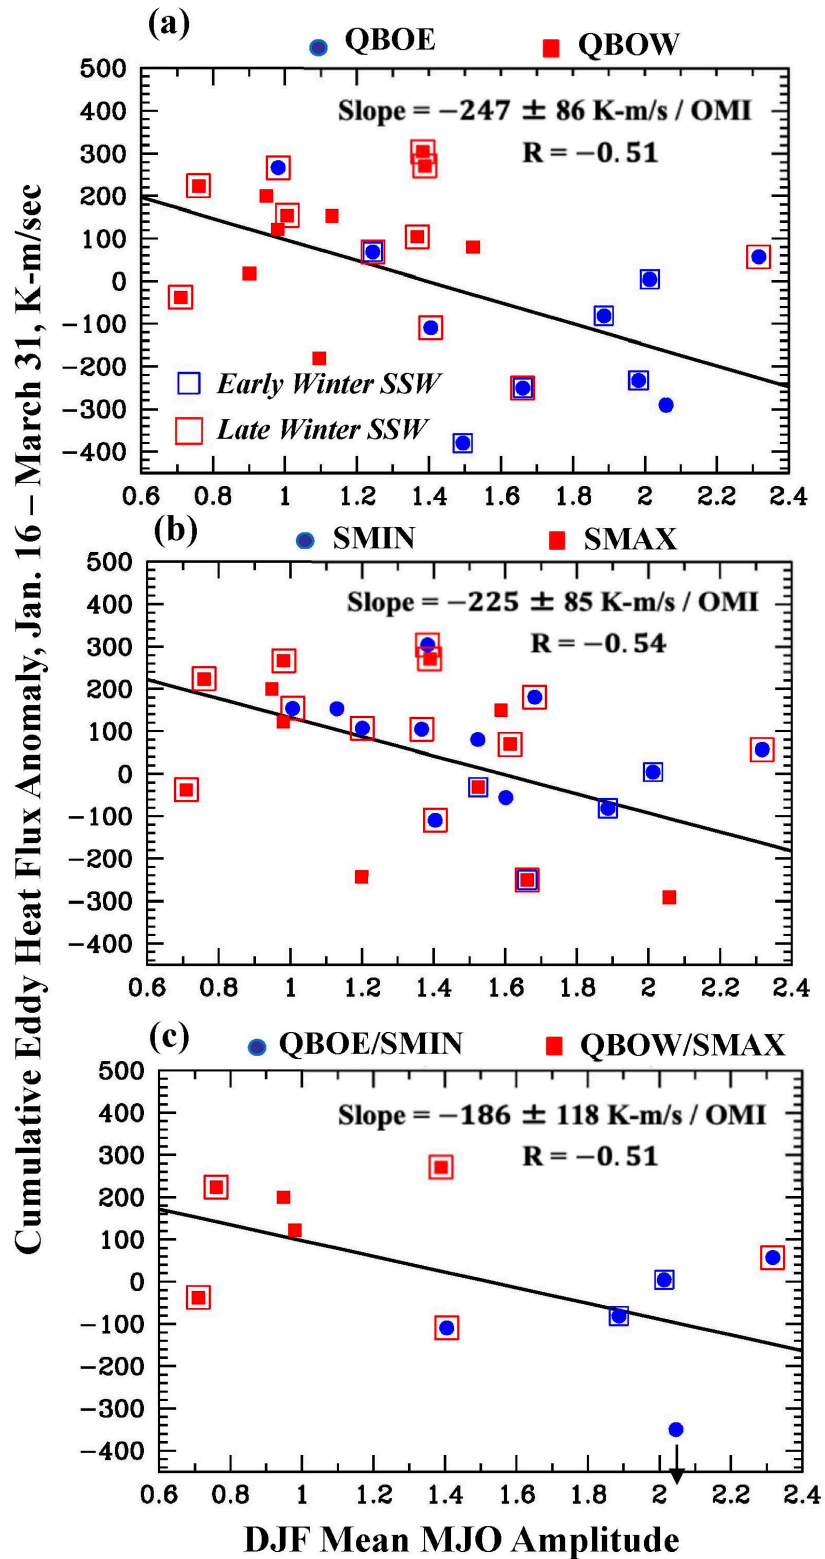 (a)
QBOE QBOW
500
400
300
200
100
0
−100
−200
−300
−400
Slope = −247 ± 86 K-m/s / OMI
R = −0.51
Early Winter SSW
Late Winter SSW
0.6 0.8 1 1.2 1.4 1.6 1.8 2 2.2 2.4
(b)
SMIN SMAX
500
400
300
200
100
0
−100
−200
−300
−400
Slope = −225 ± 85 K-m/s / OMI
R = −0.54
0.6 0.8 1 1.2 1.4 1.6 1.8 2 2.2 2.4
(c)
QBOE/SMIN QBOW/SMAX
500
400
300
200
100
0
−100
−200
−300
−400
Slope = −186 ± 118 K-m/s / OMI
R = −0.51
0.6 0.8 1 1.2 1.4 1.6 1.8 2 2.2 2.4
DJF Mean MJO Amplitude
Cumulative Eddy Heat Flux Anomaly, Jan. 16 – March 31, K-m/sec